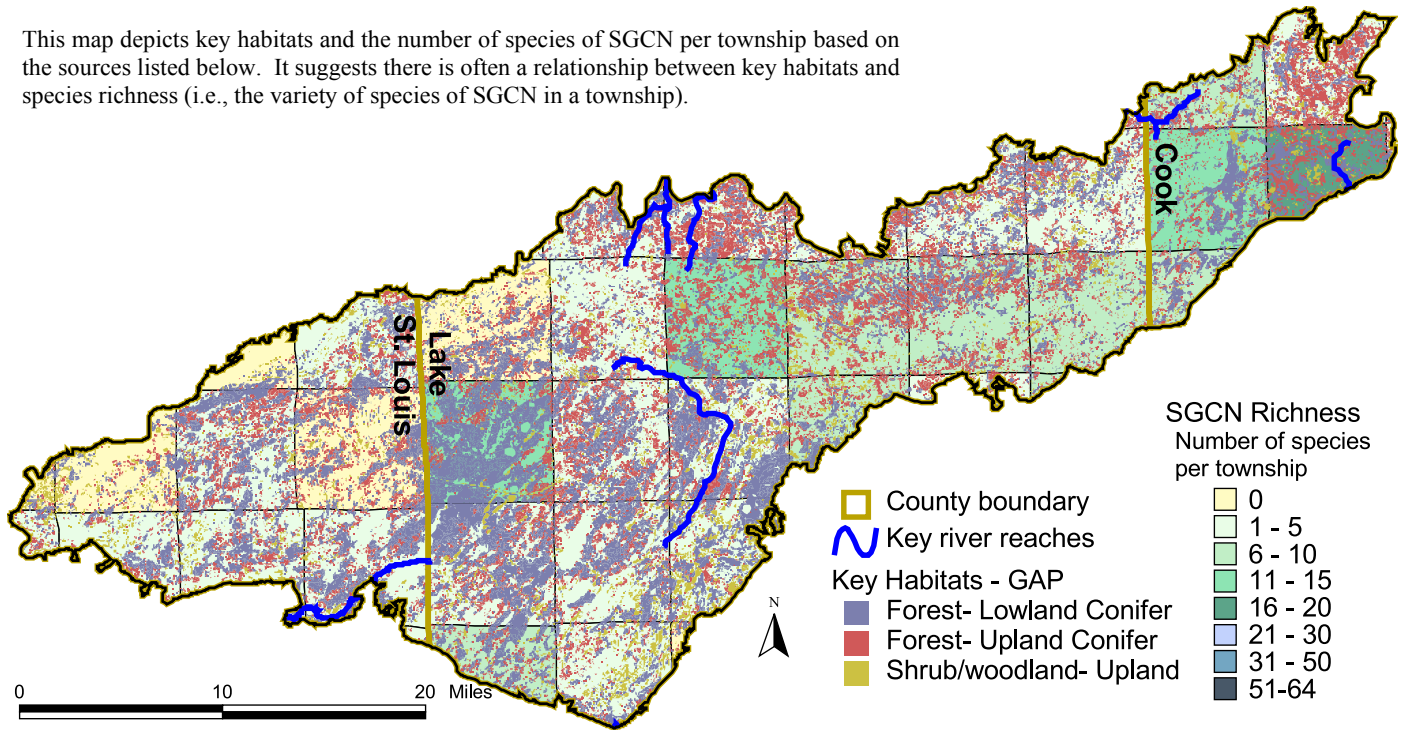 This map depicts key habitats and the number of species of SGCN per township based on
the sources listed below.  It suggests there is often a relationship between key habitats and
species richness (i.e., the variety of species of SGCN in a township).
Cook
Lake
St. Louis
SGCN Richness
Number of species
per township
0
1 - 5
6 - 10
11 - 15
16 - 20
21 - 30
31 - 50
51-64
County boundary
Key river reaches
Key Habitats - GAP
Forest- Lowland Conifer
Forest- Upland Conifer
Shrub/woodland- Upland
N
0 10 20 Miles